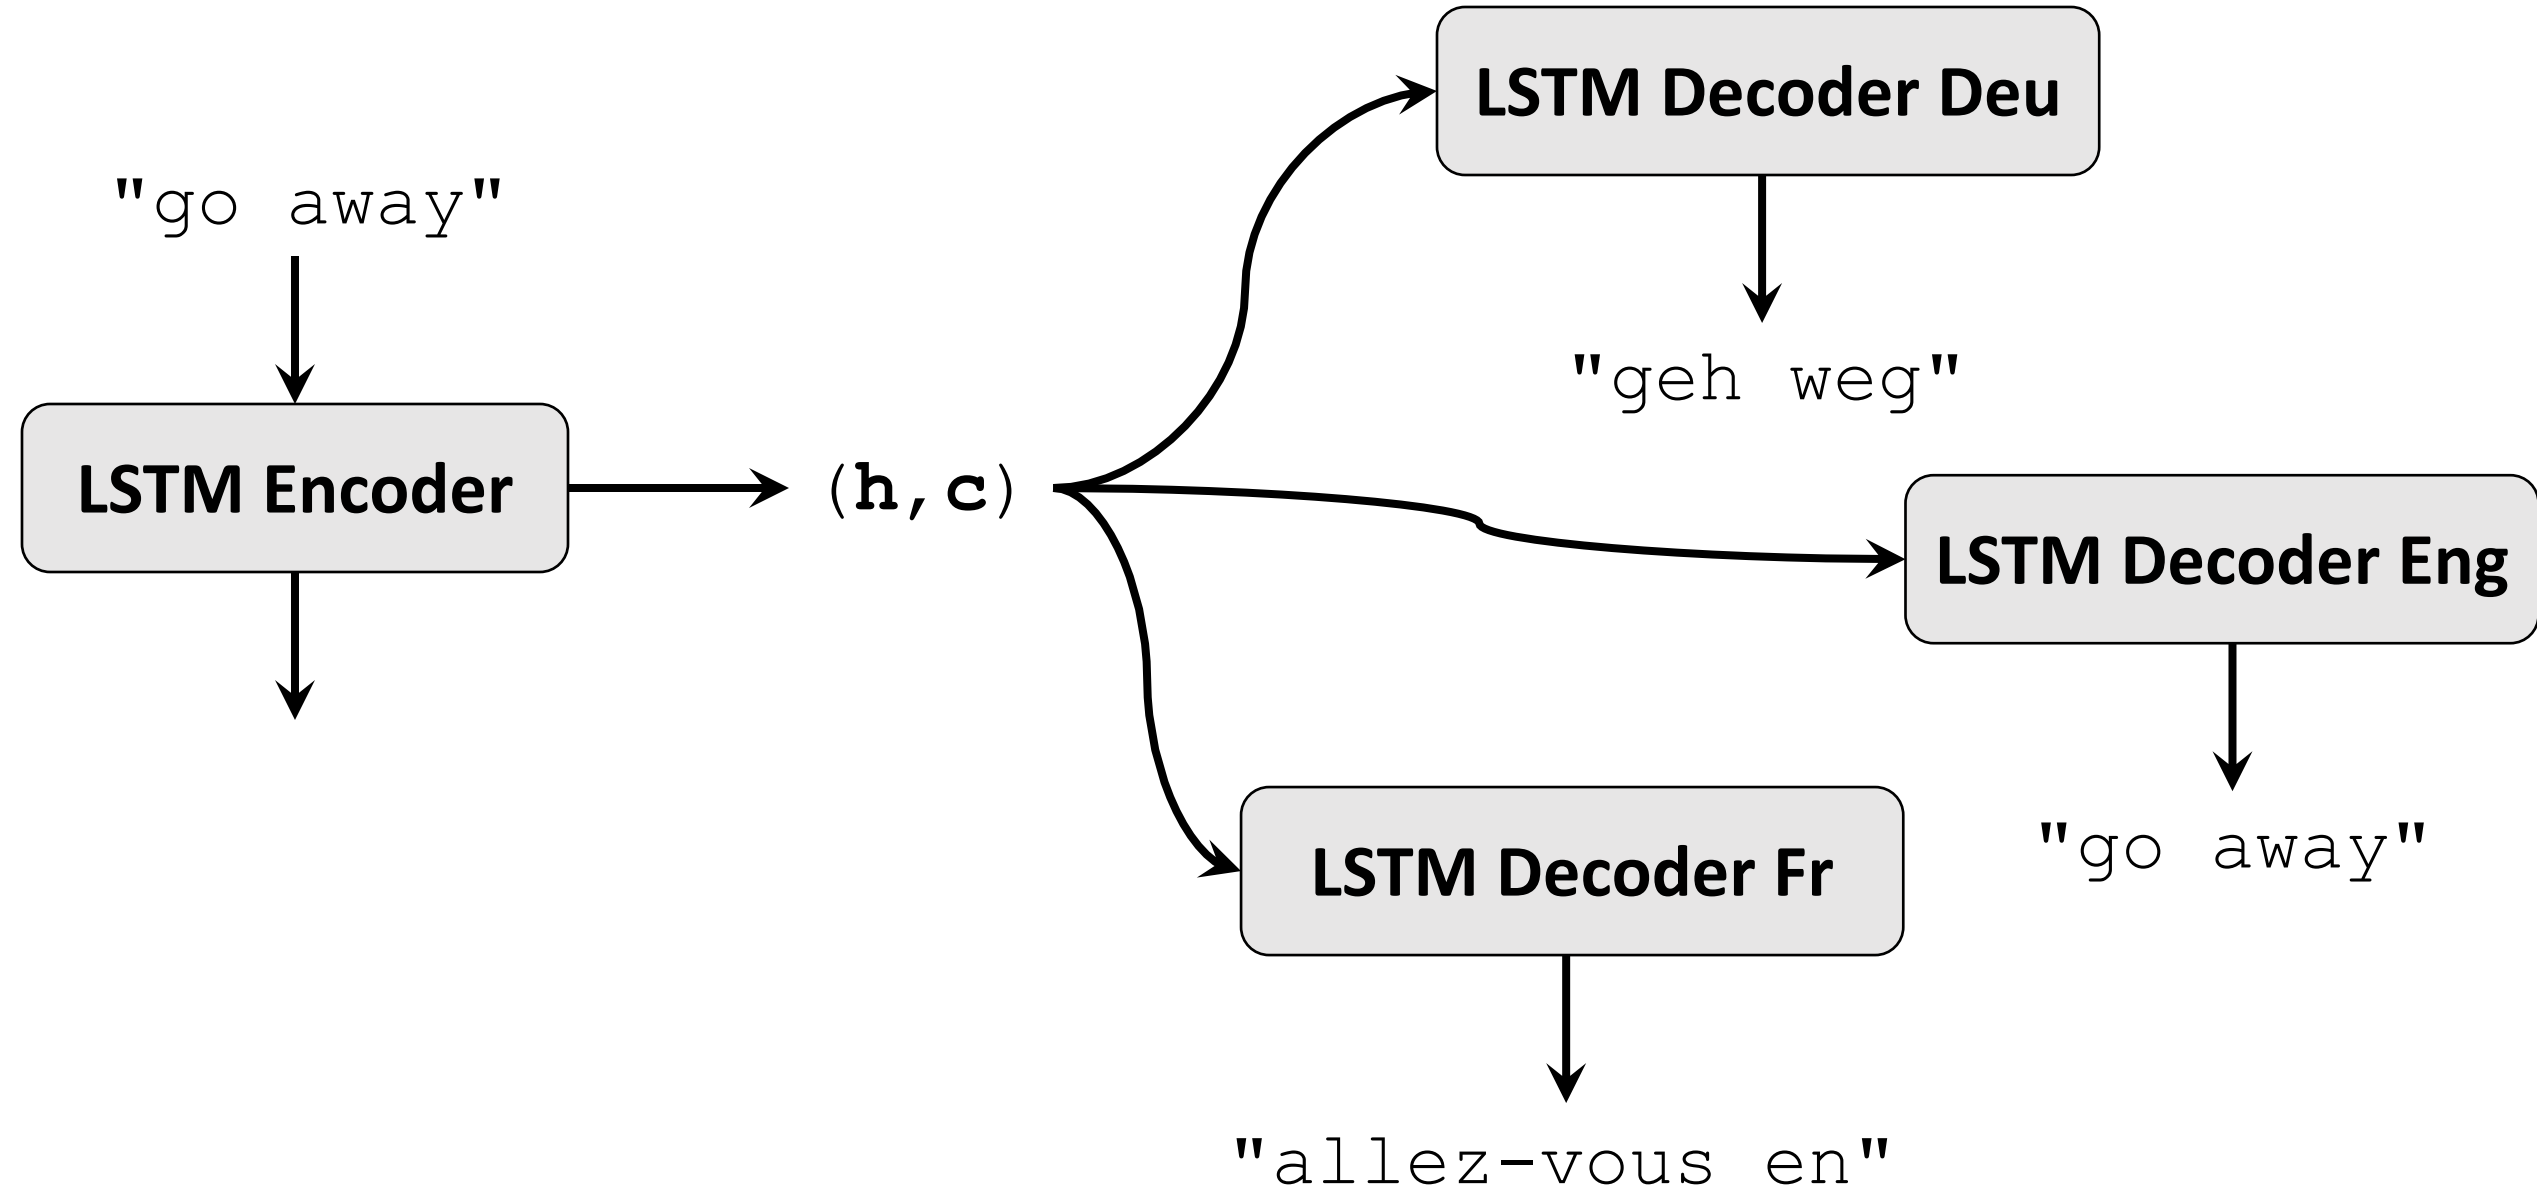 LSTM Decoder Deu
"go away"
"geh weg"
LSTM Encoder
(h,c)
LSTM Decoder Eng
"go away"
LSTM Decoder Fr
"allez-vous en"